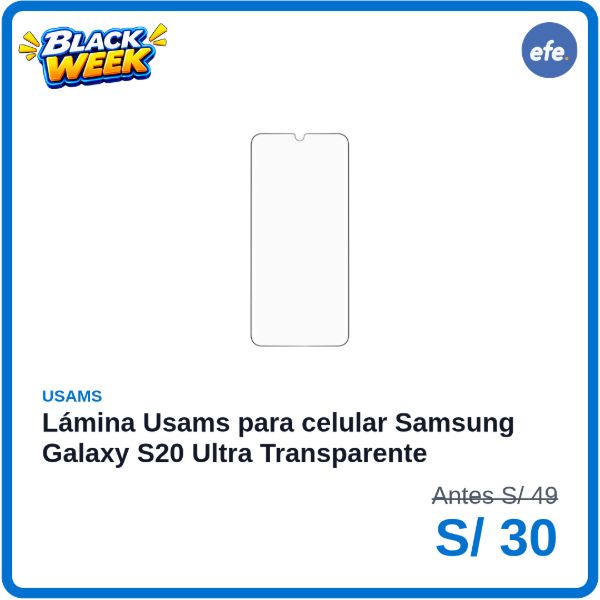 BLACK
WEEK
efe.
USAMS
Lámina Usams para celular Samsung
Galaxy S20 Ultra Transparente
Antes S/ 49
S/ 30